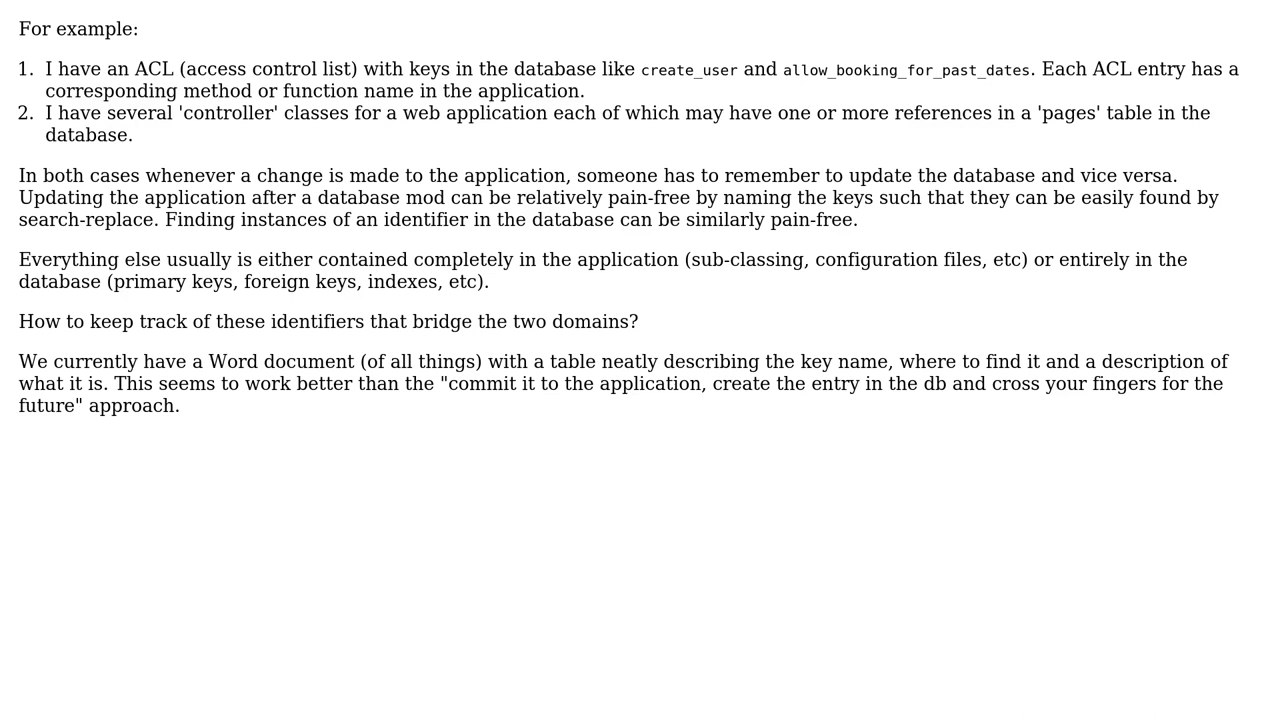 For example:
1. I have an ACL (access control list) with keys in the database like create_user and allow_booking_for_past_dates. Each ACL entry has a
corresponding method or function name in the application.
2. I have several 'controller' classes for a web application each of which may have one or more references in a 'pages' table in the
database.
In both cases whenever a change is made to the application, someone has to remember to update the database and vice versa.
Updating the application after a database mod can be relatively pain-free by naming the keys such that they can be easily found by
search-replace. Finding instances of an identifier in the database can be similarly pain-free.
Everything else usually is either contained completely in the application (sub-classing, configuration files, etc) or entirely in the
database (primary keys, foreign keys, indexes, etc).
How to keep track of these identifiers that bridge the two domains?
We currently have a Word document (of all things) with a table neatly describing the key name, where to find it and a description of
what it is. This seems to work better than the "commit it to the application, create the entry in the db and cross your fingers for the
future" approach.